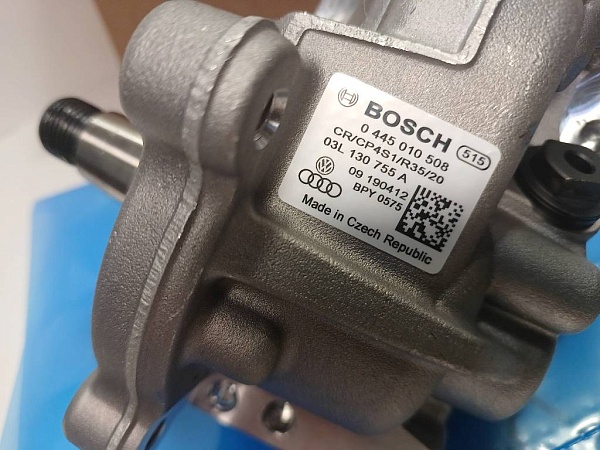 BOSCH
0 445 010 508
515
CR/CP4S1/R35/20
03L 130 755 A
09 190412
BPY 0575
Made in Czech Republic